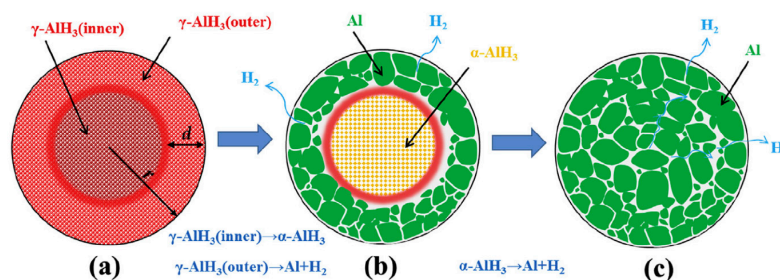 γ-AlH₃(inner)
γ-AlH₃(outer)
d
r
(a)
γ-AlH₃(inner)→α-AlH₃
γ-AlH₃(outer)→Al+H₂
Al
H₂
α-AlH₃
H₂
(b)
α-AlH₃→Al+H₂
H₂
Al
H
(c)